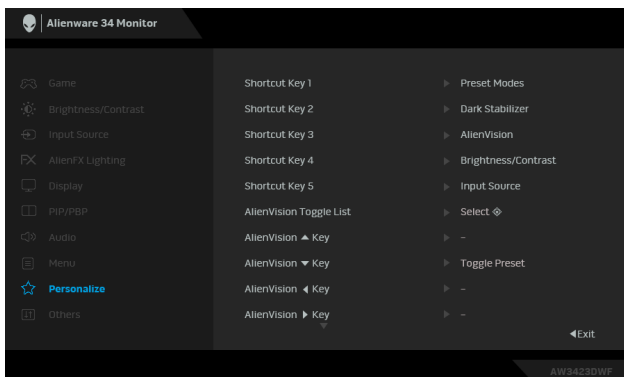 Alienware 34 Monitor
Game
Brightness/Contrast
Input Source
AlienFX Lighting
Display
PIP/PBP
Audio
Menu
Personalize
Others
Shortcut Key 1 Preset Modes
Shortcut Key 2 Dark Stabilizer
Shortcut Key 3 AlienVision
Shortcut Key 4 Brightness/Contrast
Shortcut Key 5 Input Source
AlienVision Toggle List Select
AlienVision ▲ Key –
AlienVision ▼ Key Toggle Preset
AlienVision ◀ Key –
AlienVision ▶ Key –
◀Exit
AW3423DWF